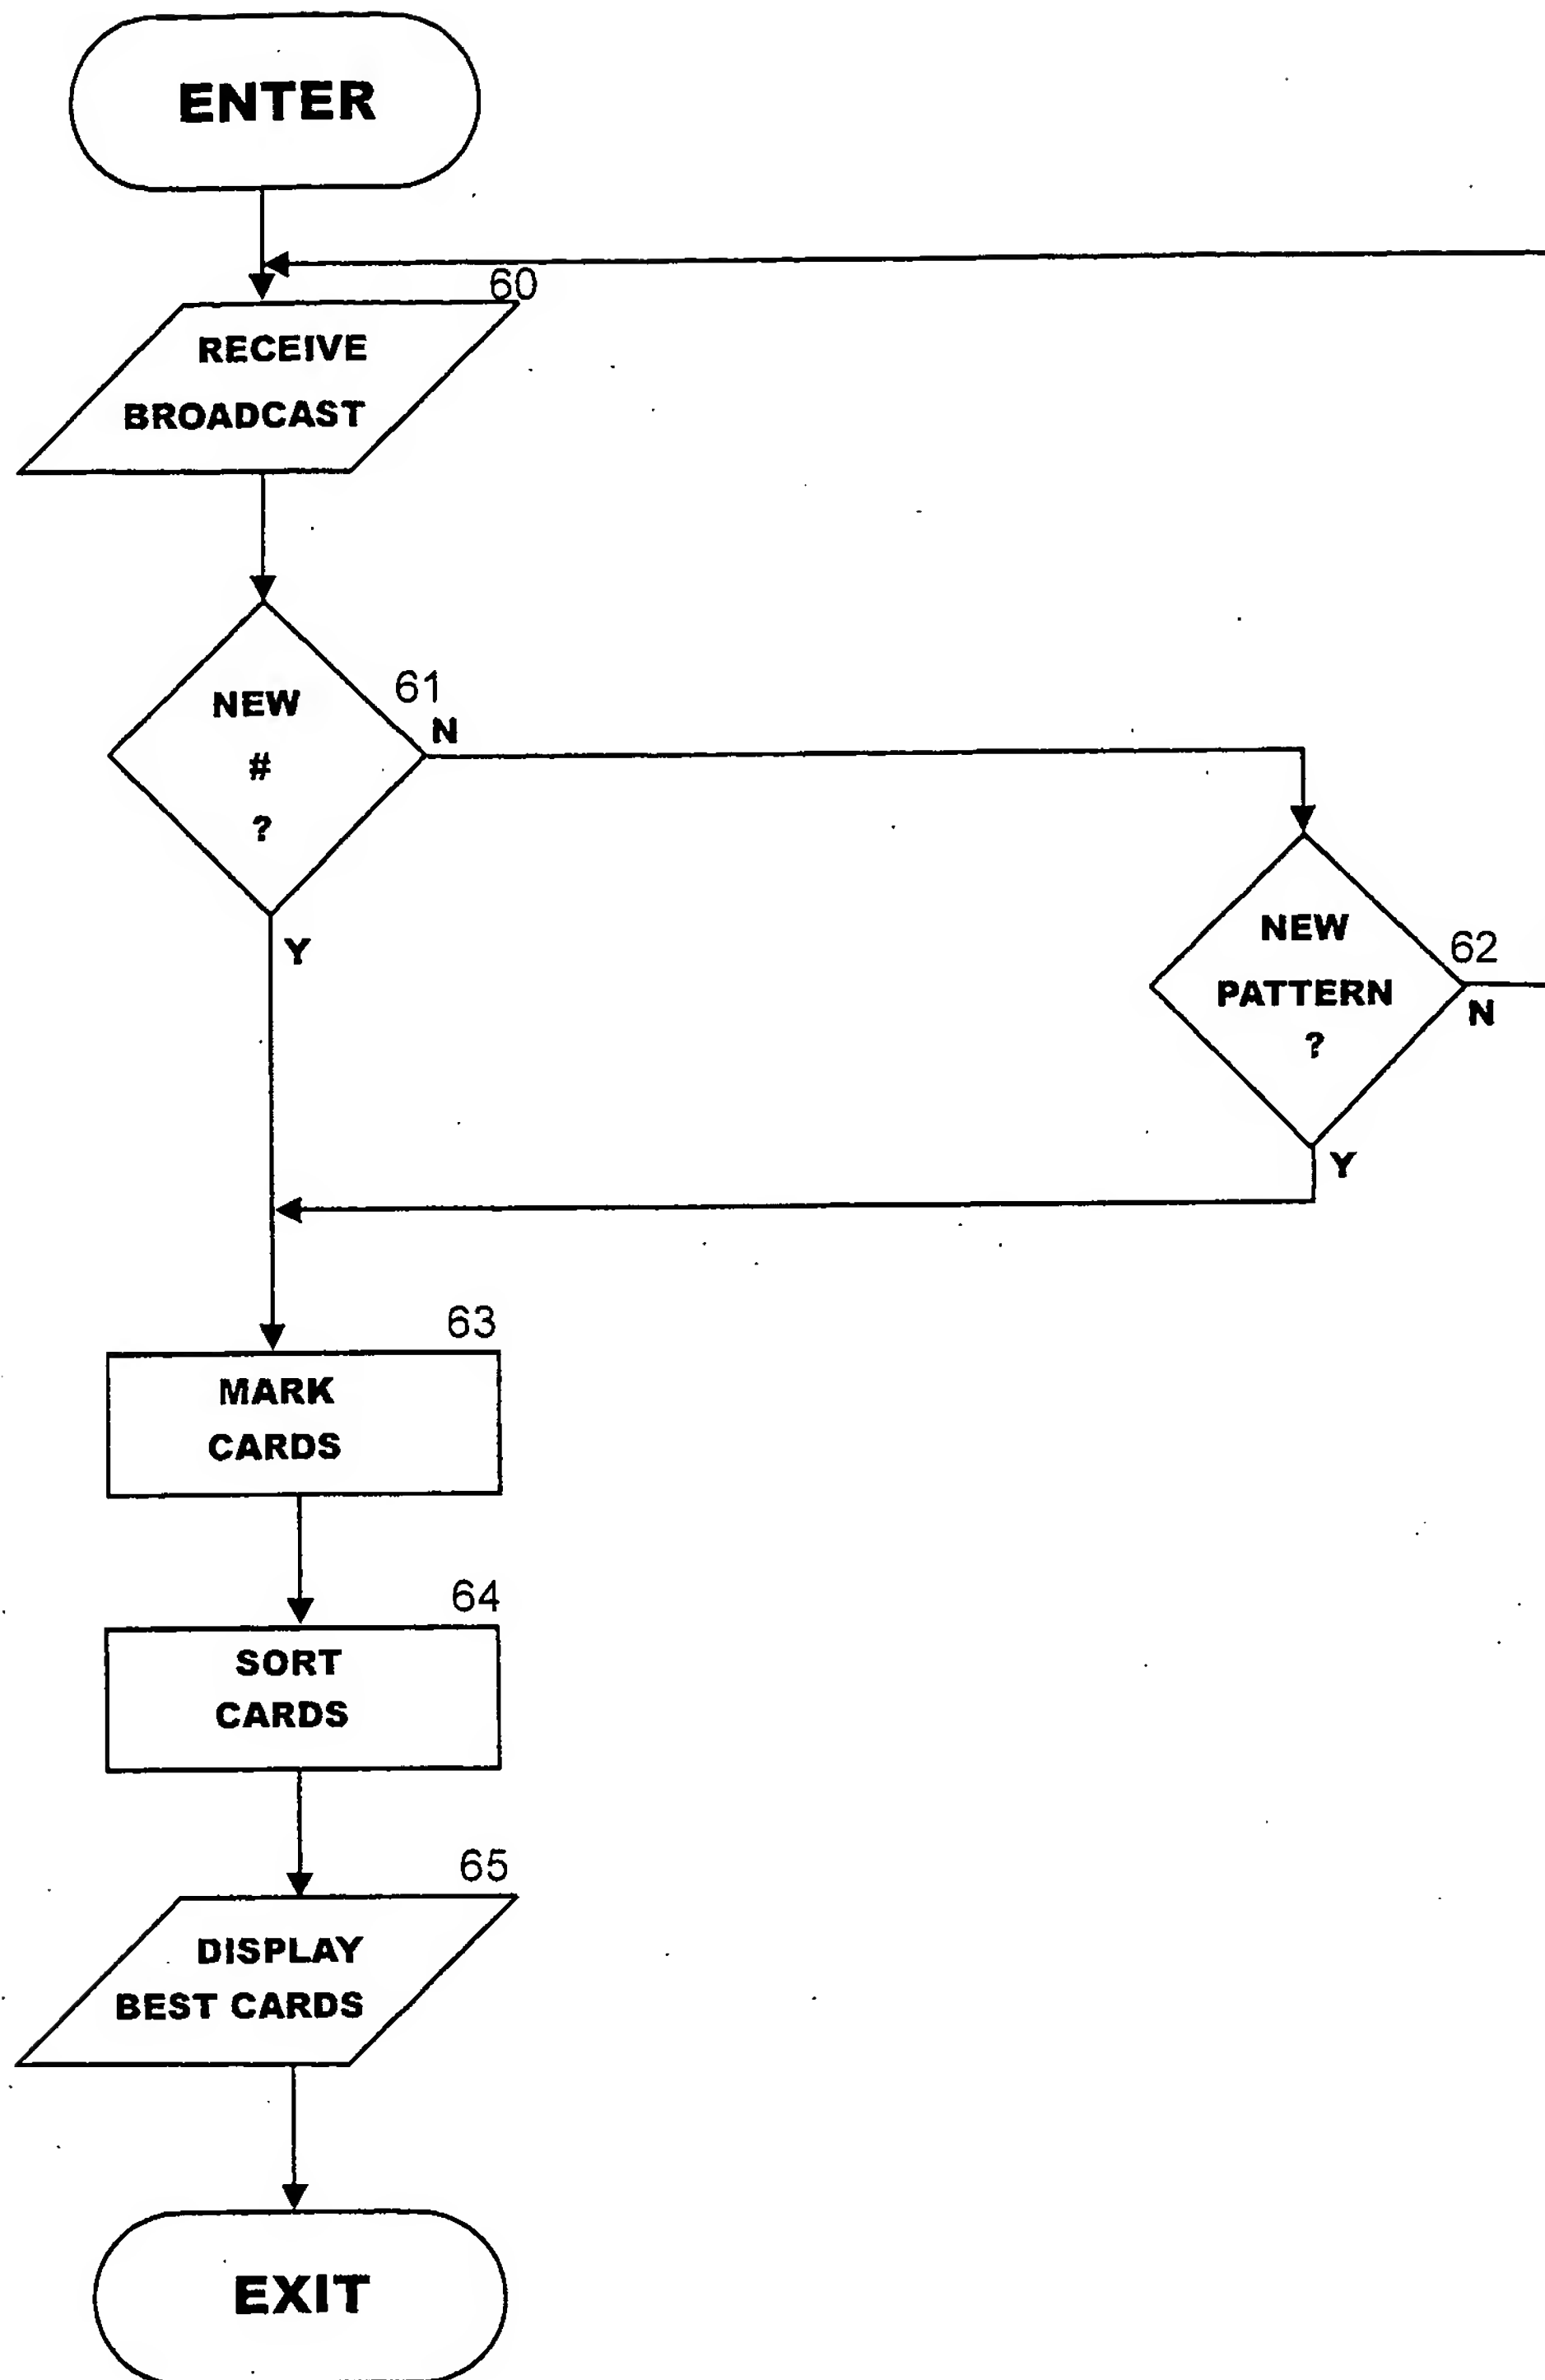 ENTER
60
RECEIVE
BROADCAST
61
NEW
#
?
N
Y
62
NEW
PATTERN
?
N
Y
63
MARK
CARDS
64
SORT
CARDS
65
DISPLAY
BEST CARDS
EXIT